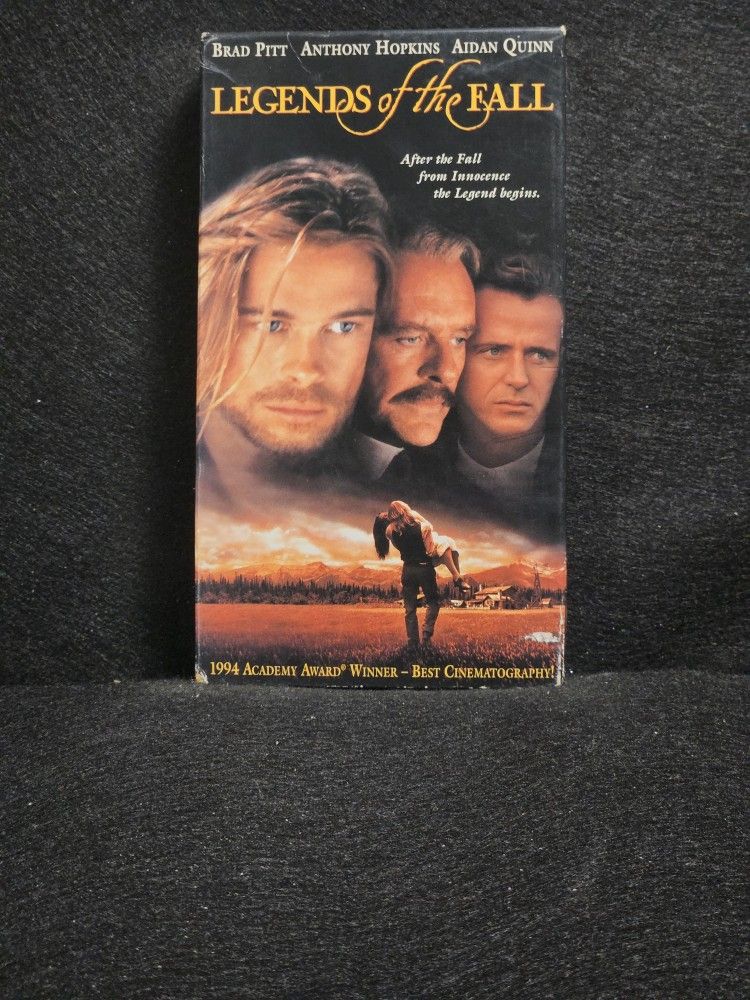 BRAD PITT ANTHONY HOPKINS AIDAN QUINN
LEGENDS of the FALL
After the Fall
from Innocence
the Legend begins.
1994 ACADEMY AWARD® WINNER – BEST CINEMATOGRAPHY!